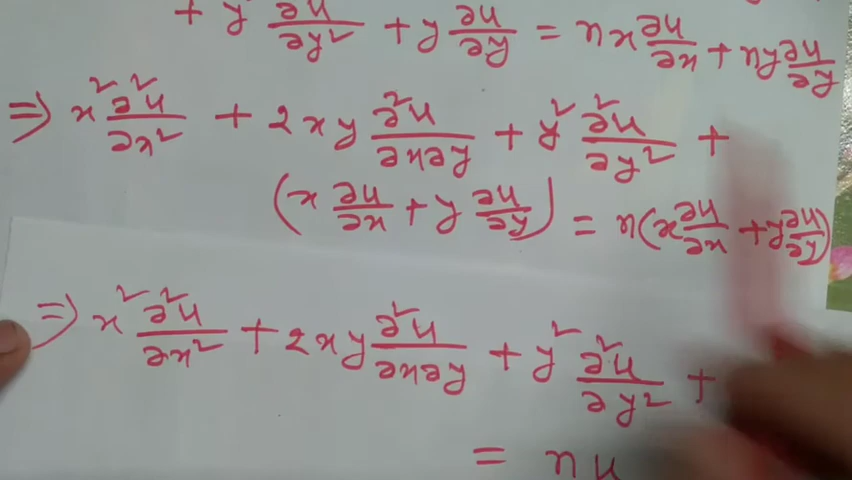 + y² ∂²u/∂y² + y ∂u/∂y = nx ∂u/∂x + ny ∂u/∂y
⇒ x² ∂²u/∂x² + 2xy ∂²u/∂x∂y + y² ∂²u/∂y² +
(x ∂u/∂x + y ∂u/∂y) = n(x ∂u/∂x + y ∂u/∂y)
⇒ x² ∂²u/∂x² + 2xy ∂²u/∂x∂y + y² ∂²u/∂y² +
= nu